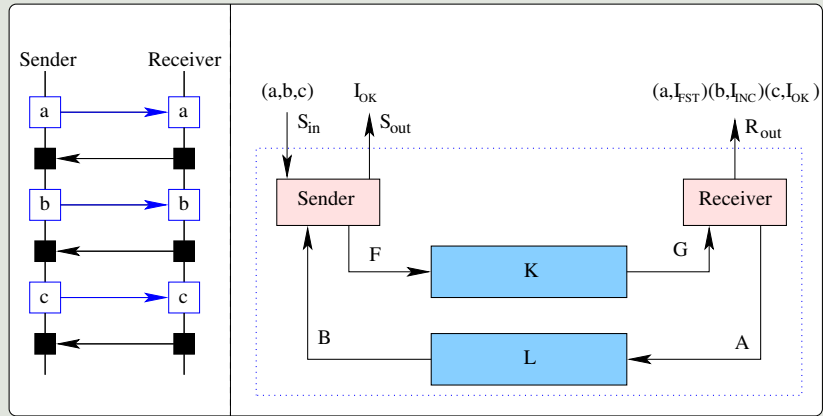 Sender Receiver
a a
b b
c c
(a,b,c) I_OK (a,I_FST)(b,I_INC)(c,I_OK)
S_in S_out R_out
Sender Receiver
F K G
B L A